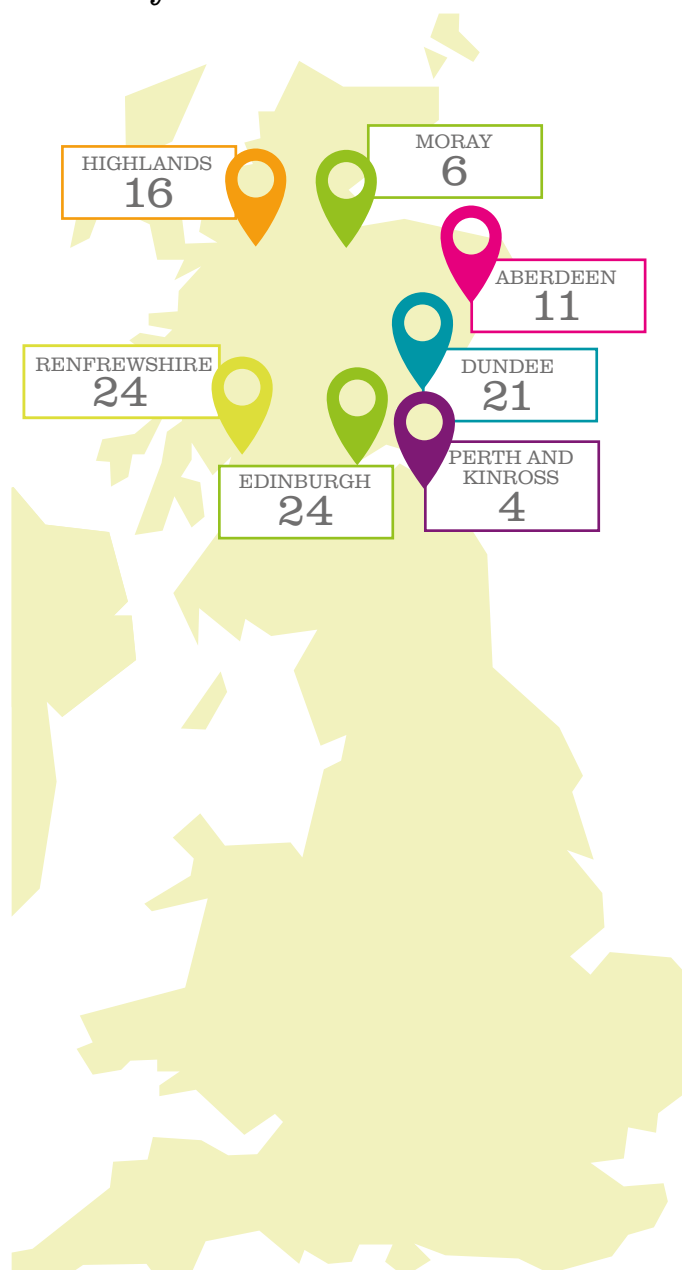 HIGHLANDS
16
MORAY
6
ABERDEEN
11
RENFREWSHIRE
24
DUNDEE
21
EDINBURGH
24
PERTH AND
KINROSS
4